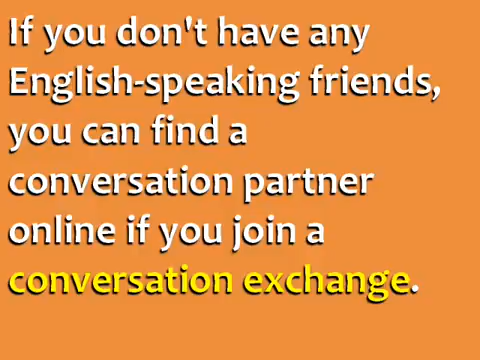 If you don't have any
English-speaking friends,
you can find a
conversation partner
online if you join a
conversation exchange.